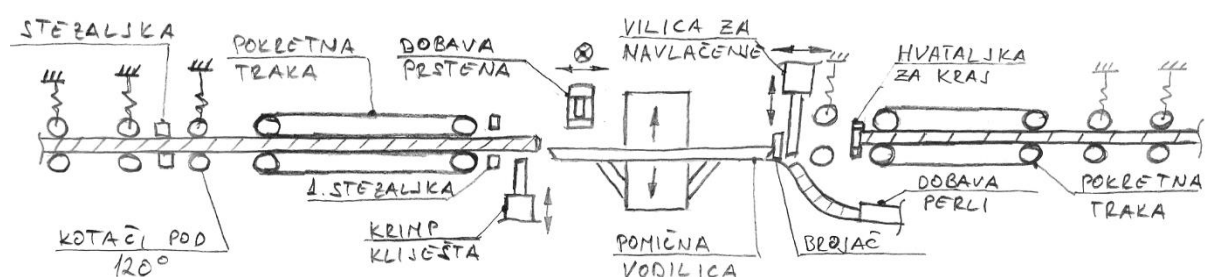 STEZALJKA
POKRETNA
TRAKA
DOBAVA
PRSTENA
VILICA ZA
NAVLAČENJE
HVATALJKA
ZA KRAJ
1. STEZALJKA
KRIMP
KLIJEŠTA
KOTAČI POD
120°
POMIČNA
VODILICA
BROJAČ
DOBAVA
PERLI
POKRETNA
TRAKA